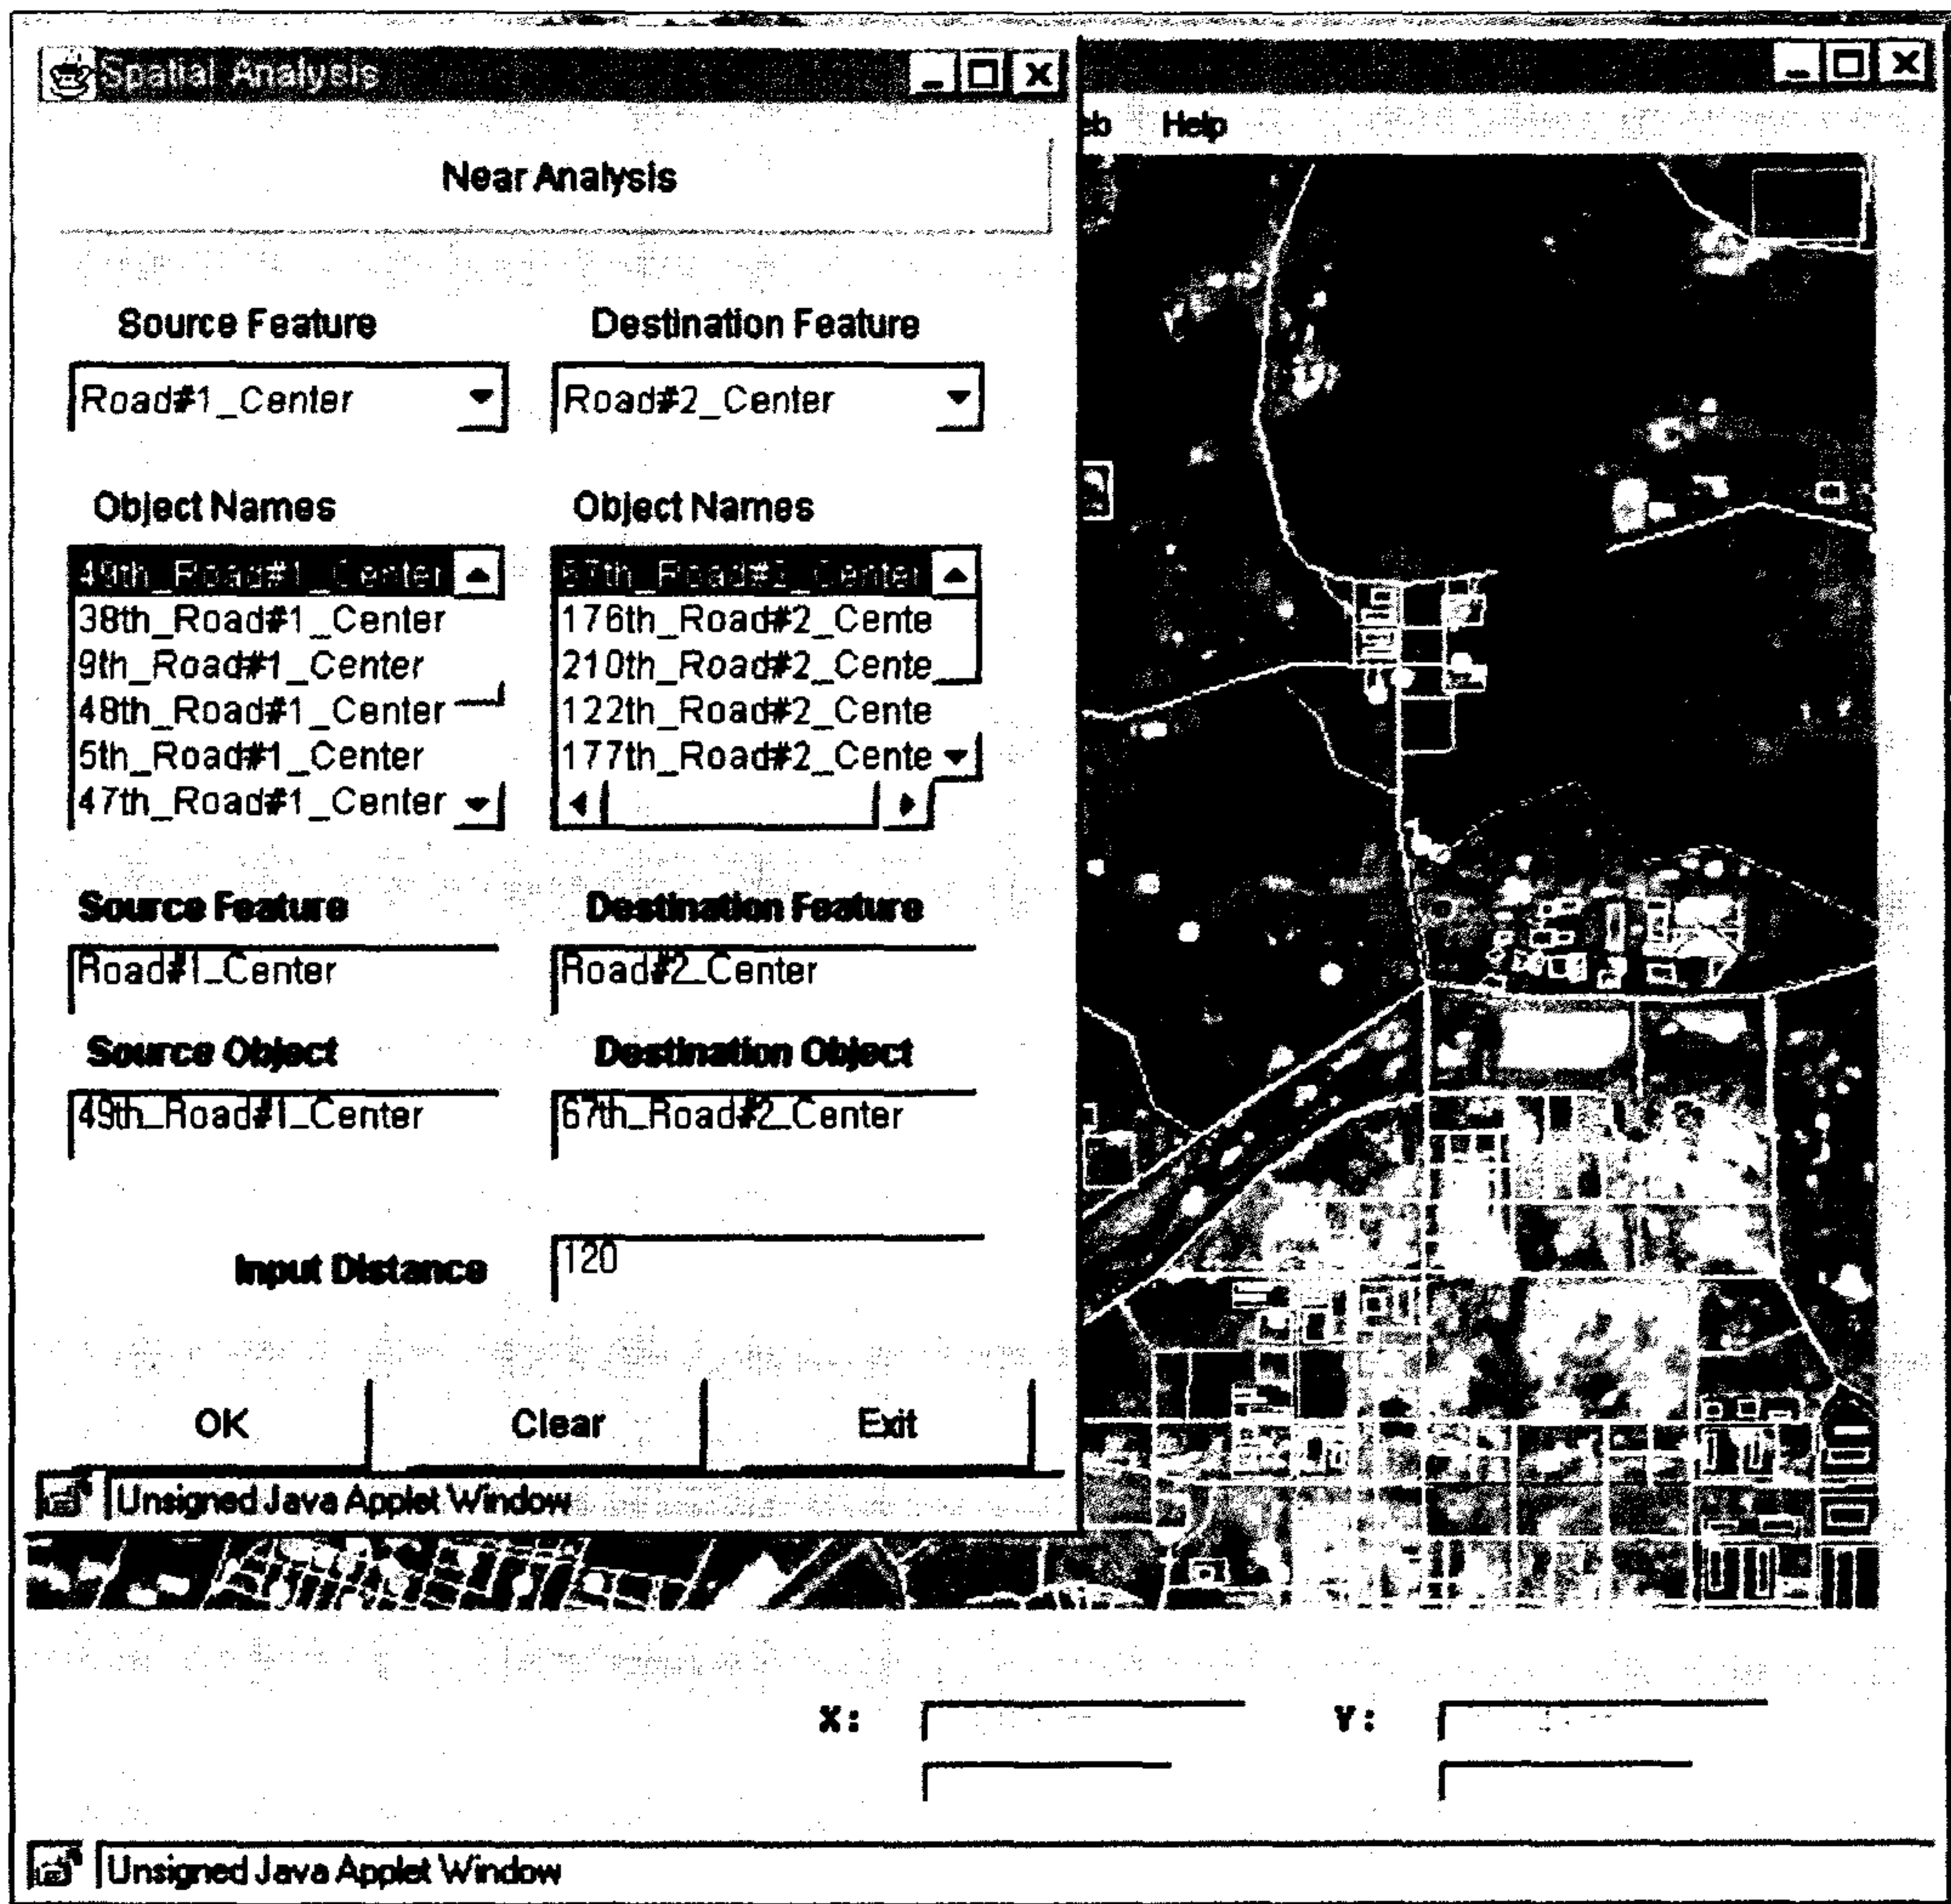 Spatial Analysis
Help
Near Analysis
Source Feature Destination Feature
Road#1_Center Road#2_Center
Object Names Object Names
49th_Road#1_Center
38th_Road#1_Center 176th_Road#2_Cente
9th_Road#1_Center 210th_Road#2_Cente
48th_Road#1_Center 122th_Road#2_Cente
5th_Road#1_Center 177th_Road#2_Cente
47th_Road#1_Center
Source Feature Destination Feature
Road#1_Center Road#2_Center
Source Object Destination Object
49th_Road#1_Center 67th_Road#2_Center
Input Distance 120
OK Clear Exit
Unsigned Java Applet Window
X: Y:
Unsigned Java Applet Window